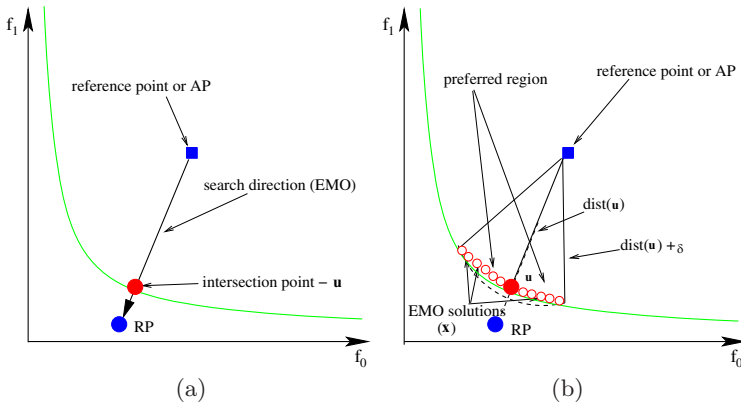 f1
reference point or AP
search direction (EMO)
intersection point – u
RP
f0
(a)
f1
preferred region
reference point or AP
dist(u)
dist(u) +δ
u
EMO solutions
(x)
RP
f0
(b)